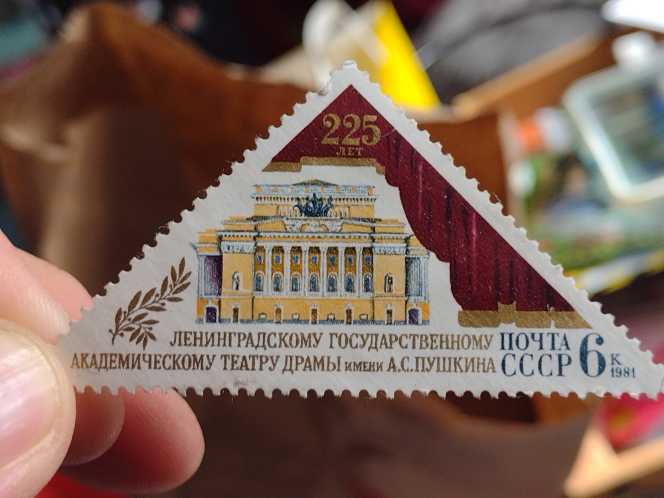 225
ЛЕТ
ЛЕНИНГРАДСКОМУ ГОСУДАРСТВЕННОМУ
АКАДЕМИЧЕСКОМУ ТЕАТРУ ДРАМЫ ИМЕНИ А.С.ПУШКИНА
ПОЧТА
СССР
6 К
1981